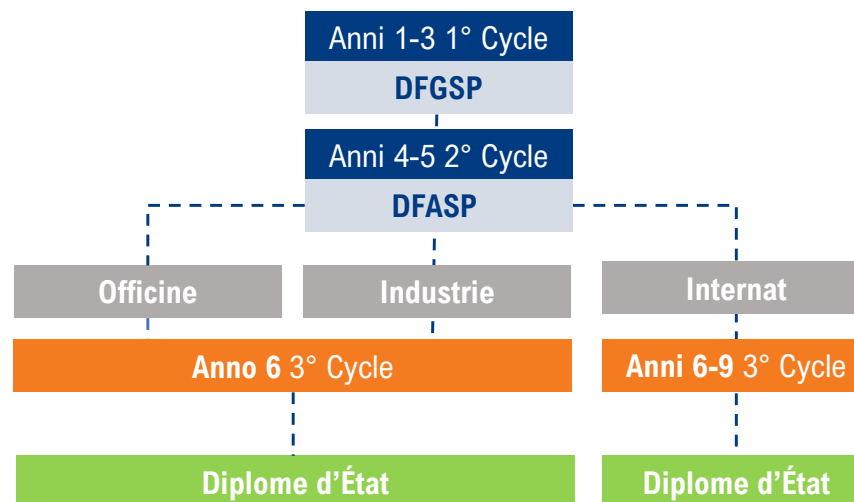 Anni 1-3 1° Cycle
DFGSP
Anni 4-5 2° Cycle
DFASP
Officine
Industrie
Internat
Anno 6 3° Cycle
Anni 6-9 3° Cycle
Diplome d’État
Diplome d’État